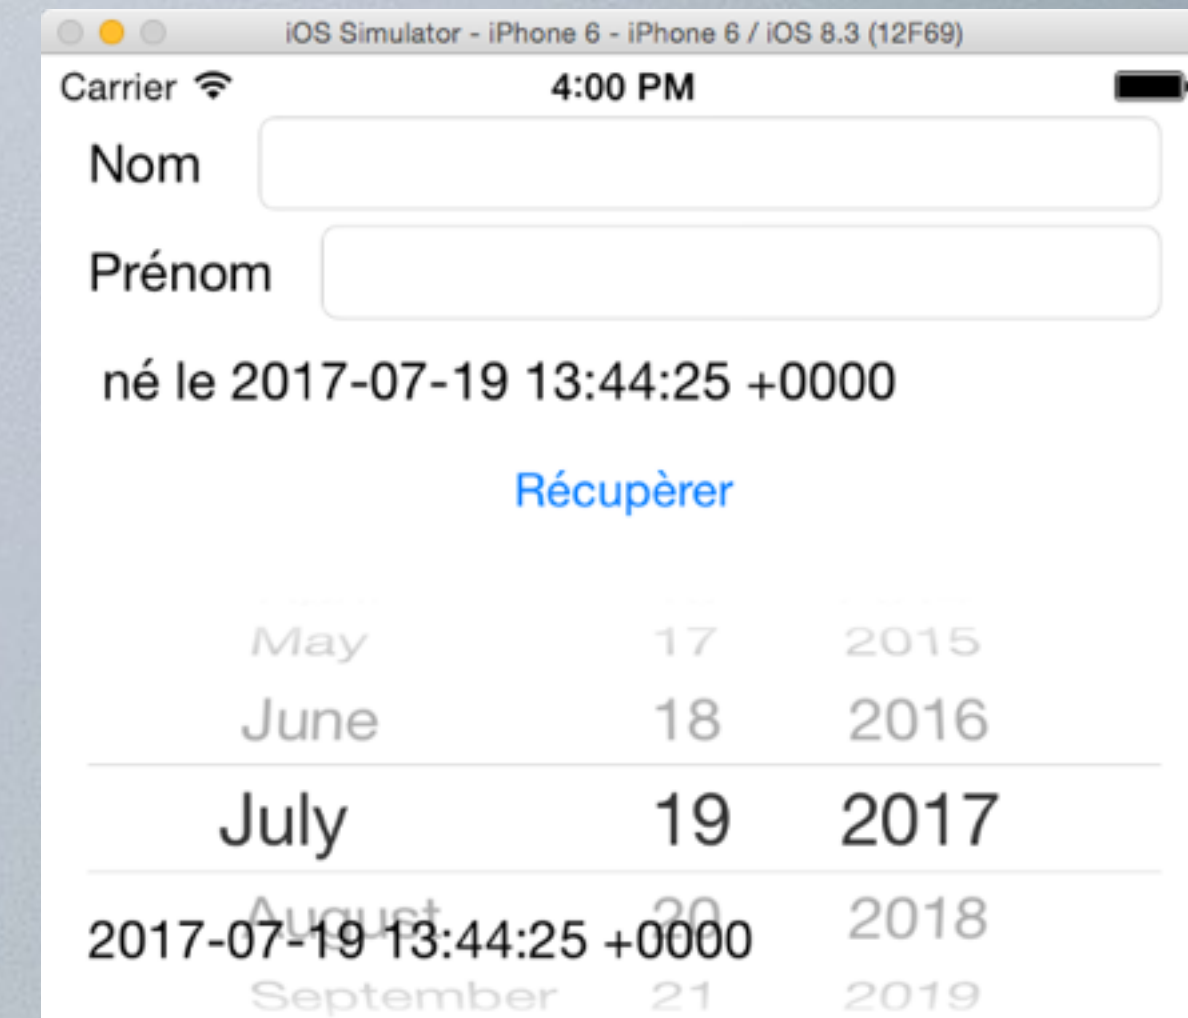 iOS Simulator - iPhone 6 - iPhone 6 / iOS 8.3 (12F69)
Carrier 4:00 PM
Nom
Prénom
né le 2017-07-19 13:44:25 +0000
Récupèrer
May 17 2015
June 18 2016
July 19 2017
August 20 2018
2017-07-19 13:44:25 +0000
September 21 2019